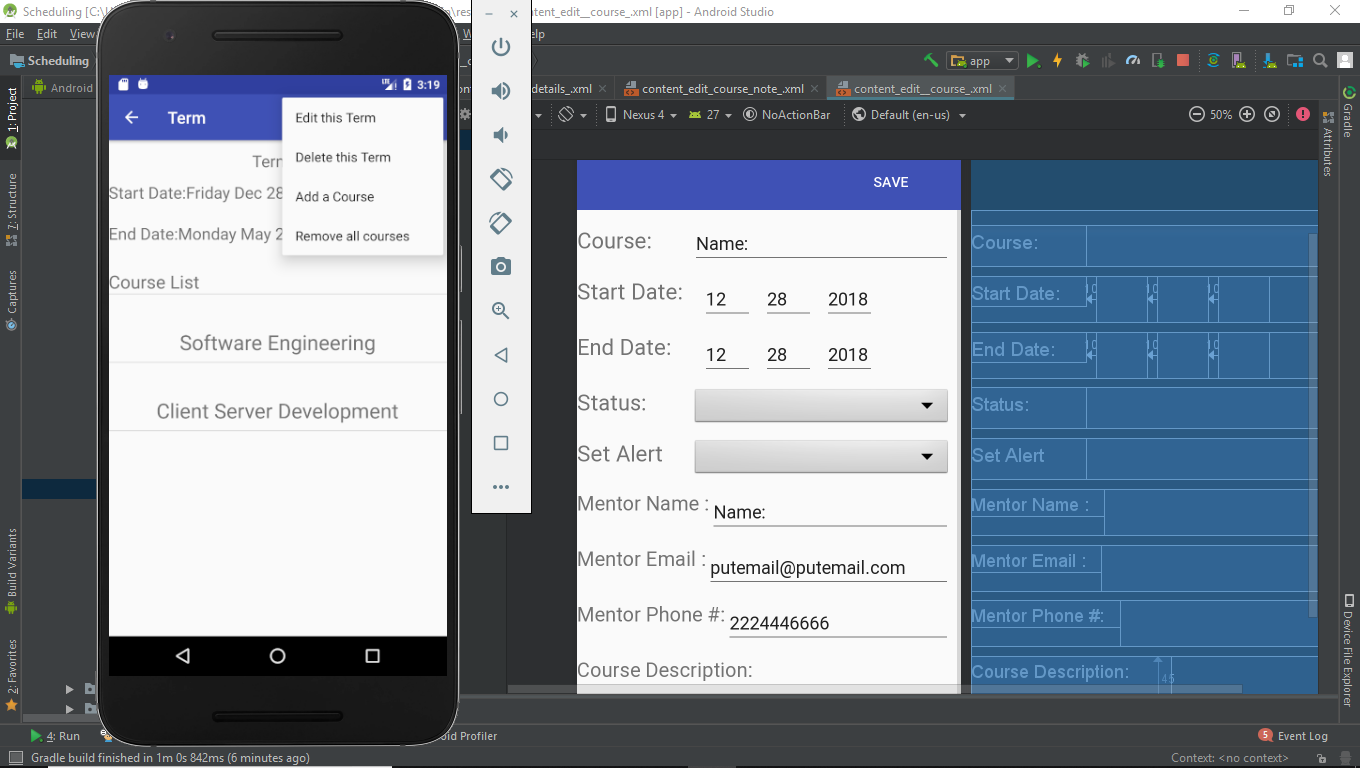 Scheduling [C:\
\res
ontent_edit__course_.xml [app] - Android Studio
File Edit View
elp
Scheduling
app
Android
details_.xml
content_edit_course_note_.xml
content_edit__course_.xml
Nexus 4
27
NoActionBar
Default (en-us)
50%
1: Project
7: Structure
Captures
Build Variants
2: Favorites
Gradle
Attributes
Device File Explorer
3:19
Term
Edit this Term
Delete this Term
Add a Course
Remove all courses
Term
Start Date:Friday Dec 28
End Date:Monday May 2
Course List
Software Engineering
Client Server Development
SAVE
Course: Name:
Start Date: 12 28 2018
End Date: 12 28 2018
Status:
Set Alert
Mentor Name : Name:
Mentor Email : putemail@putemail.com
Mentor Phone #: 2224446666
Course Description:
Course:
Start Date:
End Date:
Status:
Set Alert
Mentor Name :
Mentor Email :
Mentor Phone #:
Course Description:
45
4: Run
oid Profiler
5 Event Log
Gradle build finished in 1m 0s 842ms (6 minutes ago)
Context: <no context>